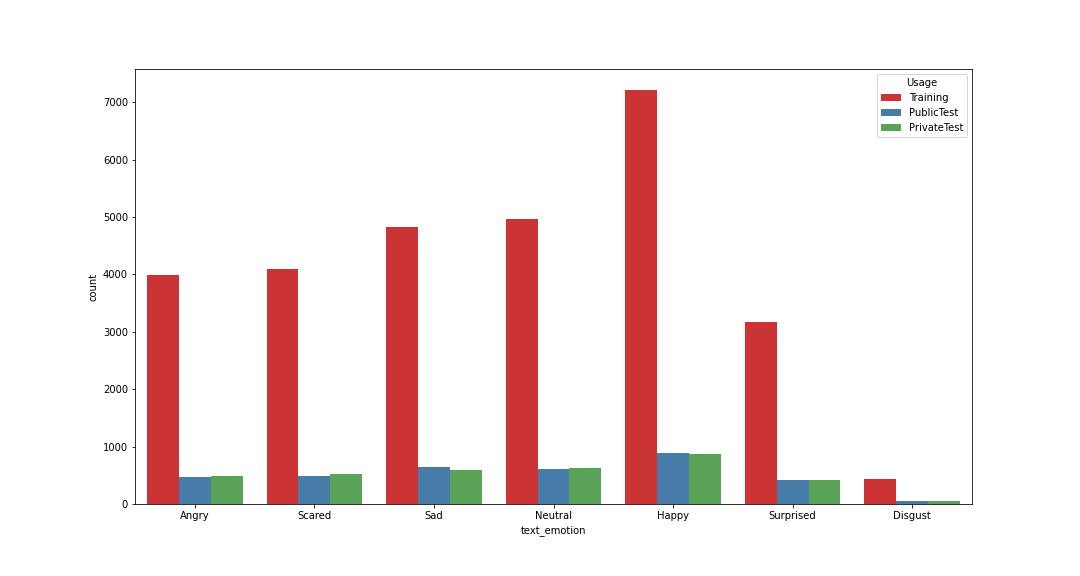 Usage
Training
PublicTest
PrivateTest
7000
6000
5000
4000
3000
2000
1000
0
count
Angry Scared Sad Neutral Happy Surprised Disgust
text_emotion